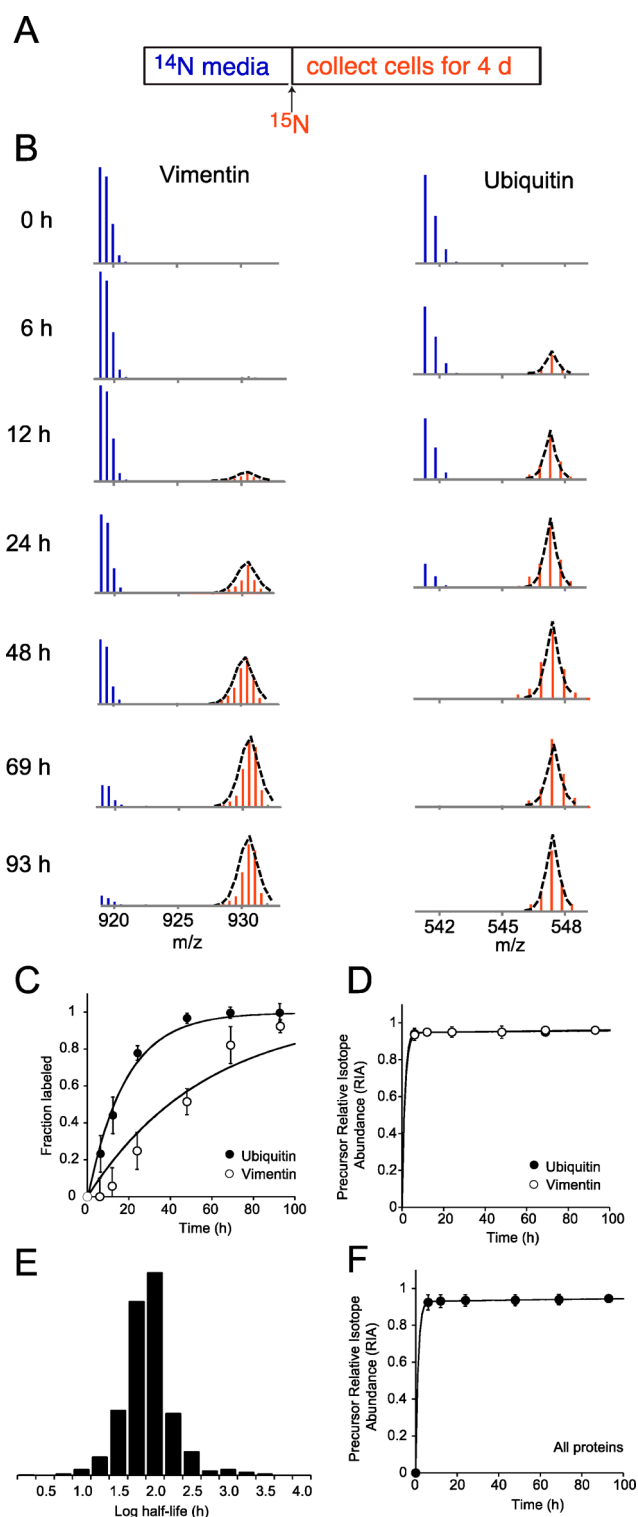 A
¹⁴N media
collect cells for 4 d
¹⁵N
B
Vimentin
Ubiquitin
0 h
6 h
12 h
24 h
48 h
69 h
93 h
920 925 930
m/z
542 545 548
m/z
C
Fraction labeled
1
0.8
0.6
0.4
0.2
0
0 20 40 60 80 100
Time (h)
Ubiquitin
Vimentin
D
Precursor Relative Isotope
Abundance (RIA)
1
0.8
0.6
0.4
0.2
0
0 20 40 60 80 100
Time (h)
Ubiquitin
Vimentin
E
0.5 1.0 1.5 2.0 2.5 3.0 3.5 4.0
Log half-life (h)
F
Precursor Relative Isotope
Abundance (RIA)
1
0.8
0.6
0.4
0.2
0
0 20 40 60 80 100
Time (h)
All proteins